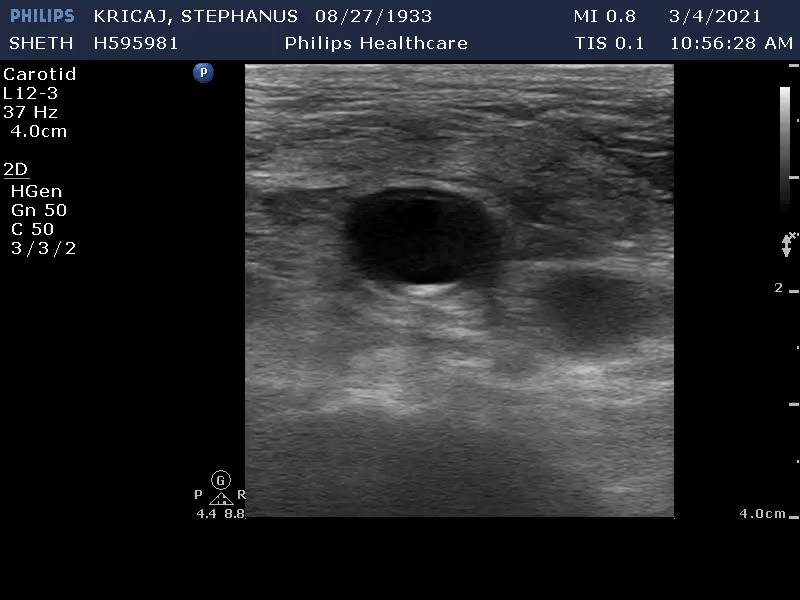 PHILIPS KRICAJ, STEPHANUS 08/27/1933 MI 0.8 3/4/2021
SHETH H595981 Philips Healthcare TIS 0.1 10:56:28 AM
Carotid
L12-3
37 Hz
4.0cm
2D
HGen
Gn 50
C 50
3/3/2
P
x
2
G
P R
4.4 8.8
4.0cm